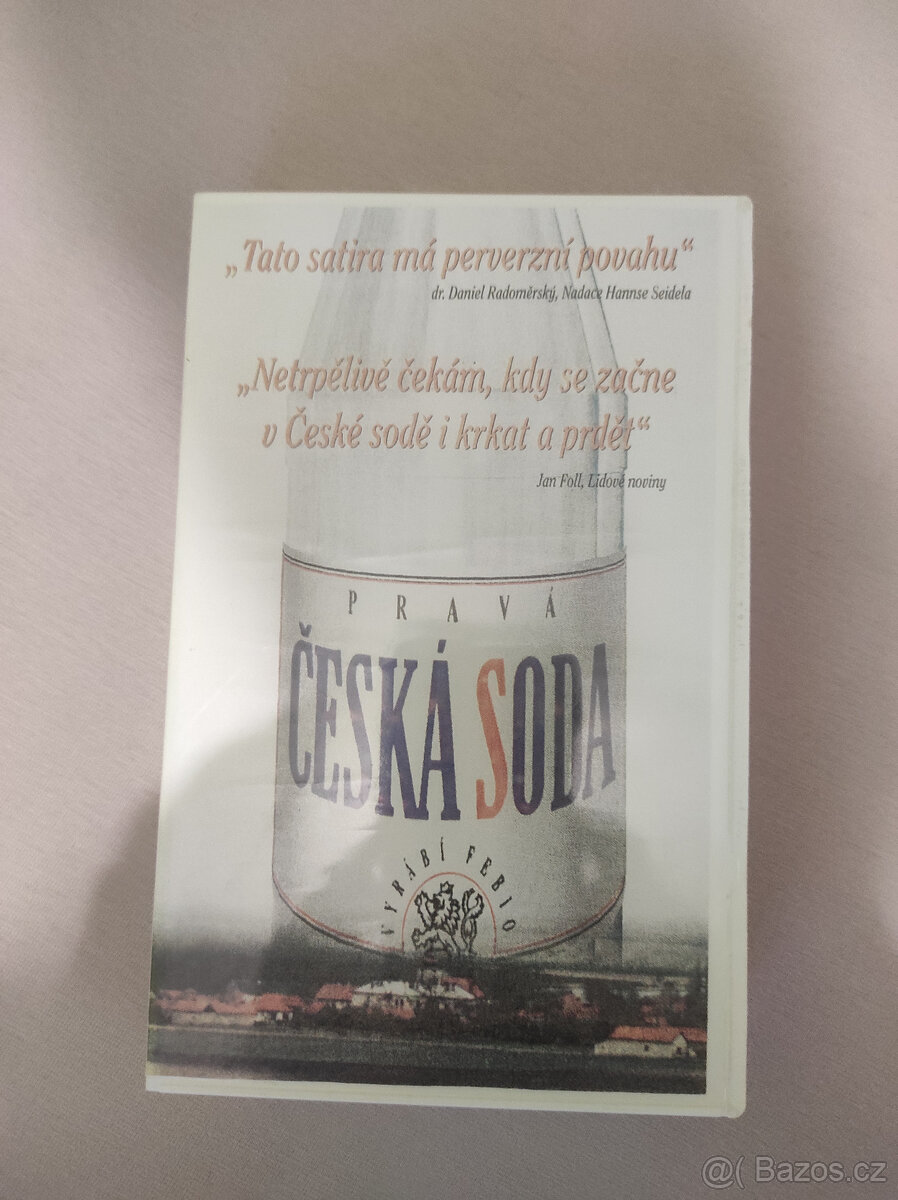 „Tato satira má perverzní povahu“
dr. Daniel Radoměrský, Nadace Hannse Seidela
„Netrpělivě čekám, kdy se začne
v České sodě i krkat a prdět“
Jan Foll, Lidové noviny
PRAVÁ
ČESKÁ SODA
VYRÁBÍ FEBIO
@( Bazos.cz